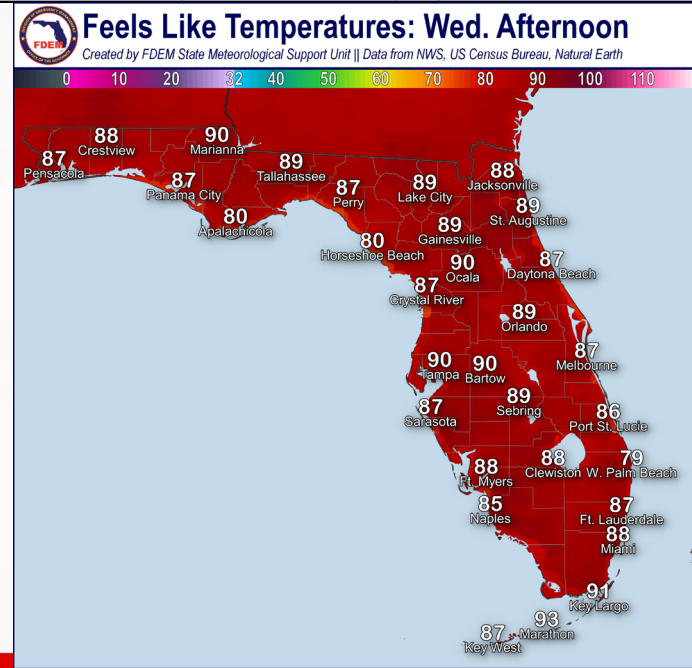 Feels Like Temperatures: Wed. Afternoon
Created by FDEM State Meteorological Support Unit || Data from NWS, US Census Bureau, Natural Earth
FDEM
0 10 20 32 40 50 60 70 80 90 100 110
88
Crestview
90
Marianna
87
Pensacola
89
Tallahassee
87
Panama City
87
Perry
89
Lake City
88
Jacksonville
80
Apalachicola
89
St. Augustine
89
Gainesville
80
Horseshoe Beach
90
Ocala
87
Daytona Beach
87
Crystal River
89
Orlando
87
Melbourne
90
Tampa
90
Bartow
89
Sebring
87
Sarasota
86
Port St. Lucie
88
Ft. Myers
88
Clewiston
79
W. Palm Beach
85
Naples
87
Ft. Lauderdale
88
Miami
91
Key Largo
93
Marathon
87
Key West